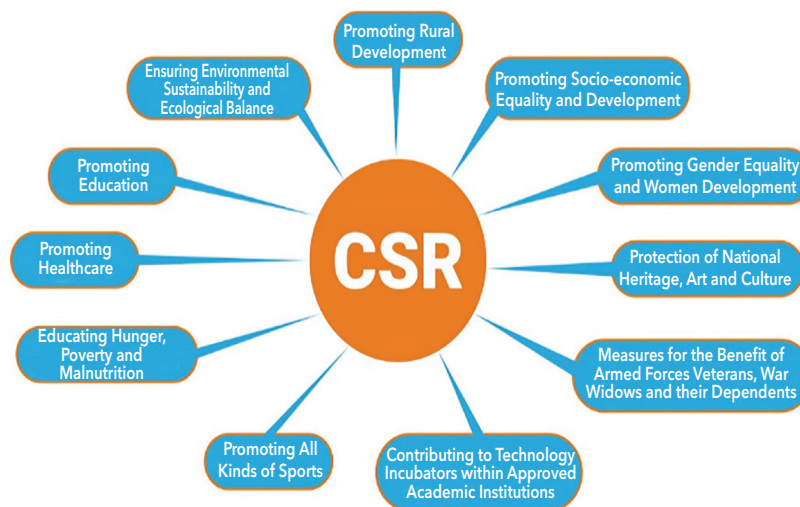 Promoting Rural
Development
Ensuring Environmental
Sustainability and
Ecological Balance
Promoting Socio-economic
Equality and Development
Promoting
Education
Promoting Gender Equality
and Women Development
CSR
Promoting
Healthcare
Protection of National
Heritage, Art and Culture
Educating Hunger,
Poverty and
Malnutrition
Measures for the Benefit of
Armed Forces Veterans, War
Widows and their Dependents
Promoting All
Kinds of Sports
Contributing to Technology
Incubators within Approved
Academic Institutions